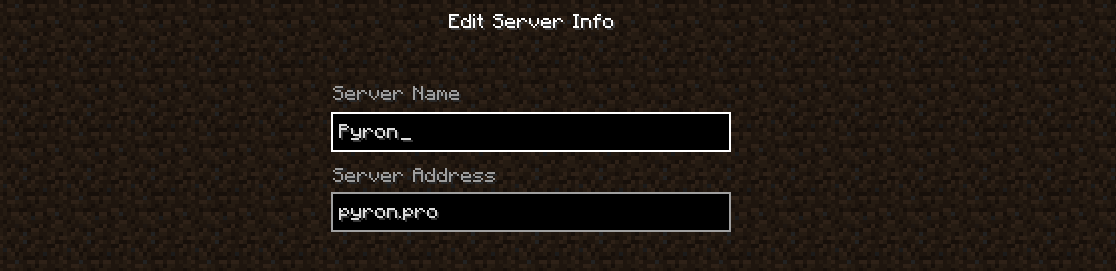 Edit Server Info
Server Name
Pyron_
Server Address
pyron.pro